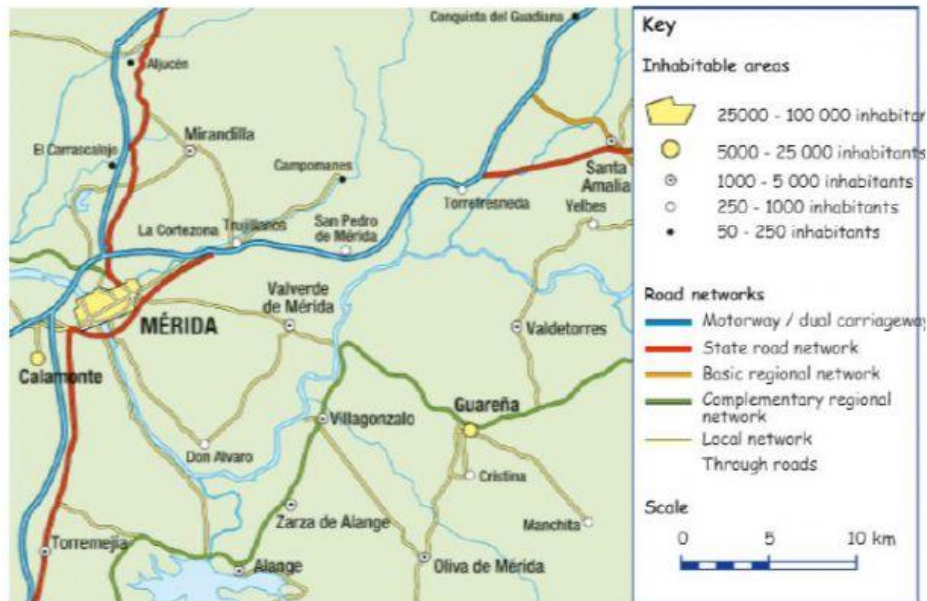 Conquista del Guadiana
Aljucén
Mirandilla
El Carrascalejo
Campomanes
Santa
Amalia
Torrefresneda
Yelbes
La Cortezona
Trujillanos
San Pedro
de Mérida
Valverde
de Mérida
MÉRIDA
Valdetorres
Calamonte
Guareña
Villagonzalo
Don Alvaro
Cristina
Zarza de Alange
Manchita
Torremejía
Alange
Oliva de Mérida
Key
Inhabitable areas
25000 - 100 000 inhabitan
5000 - 25 000 inhabitants
1000 - 5 000 inhabitants
250 - 1000 inhabitants
50 - 250 inhabitants
Road networks
Motorway / dual carriageway
State road network
Basic regional network
Complementary regional
network
Local network
Through roads
Scale
0 5 10 km